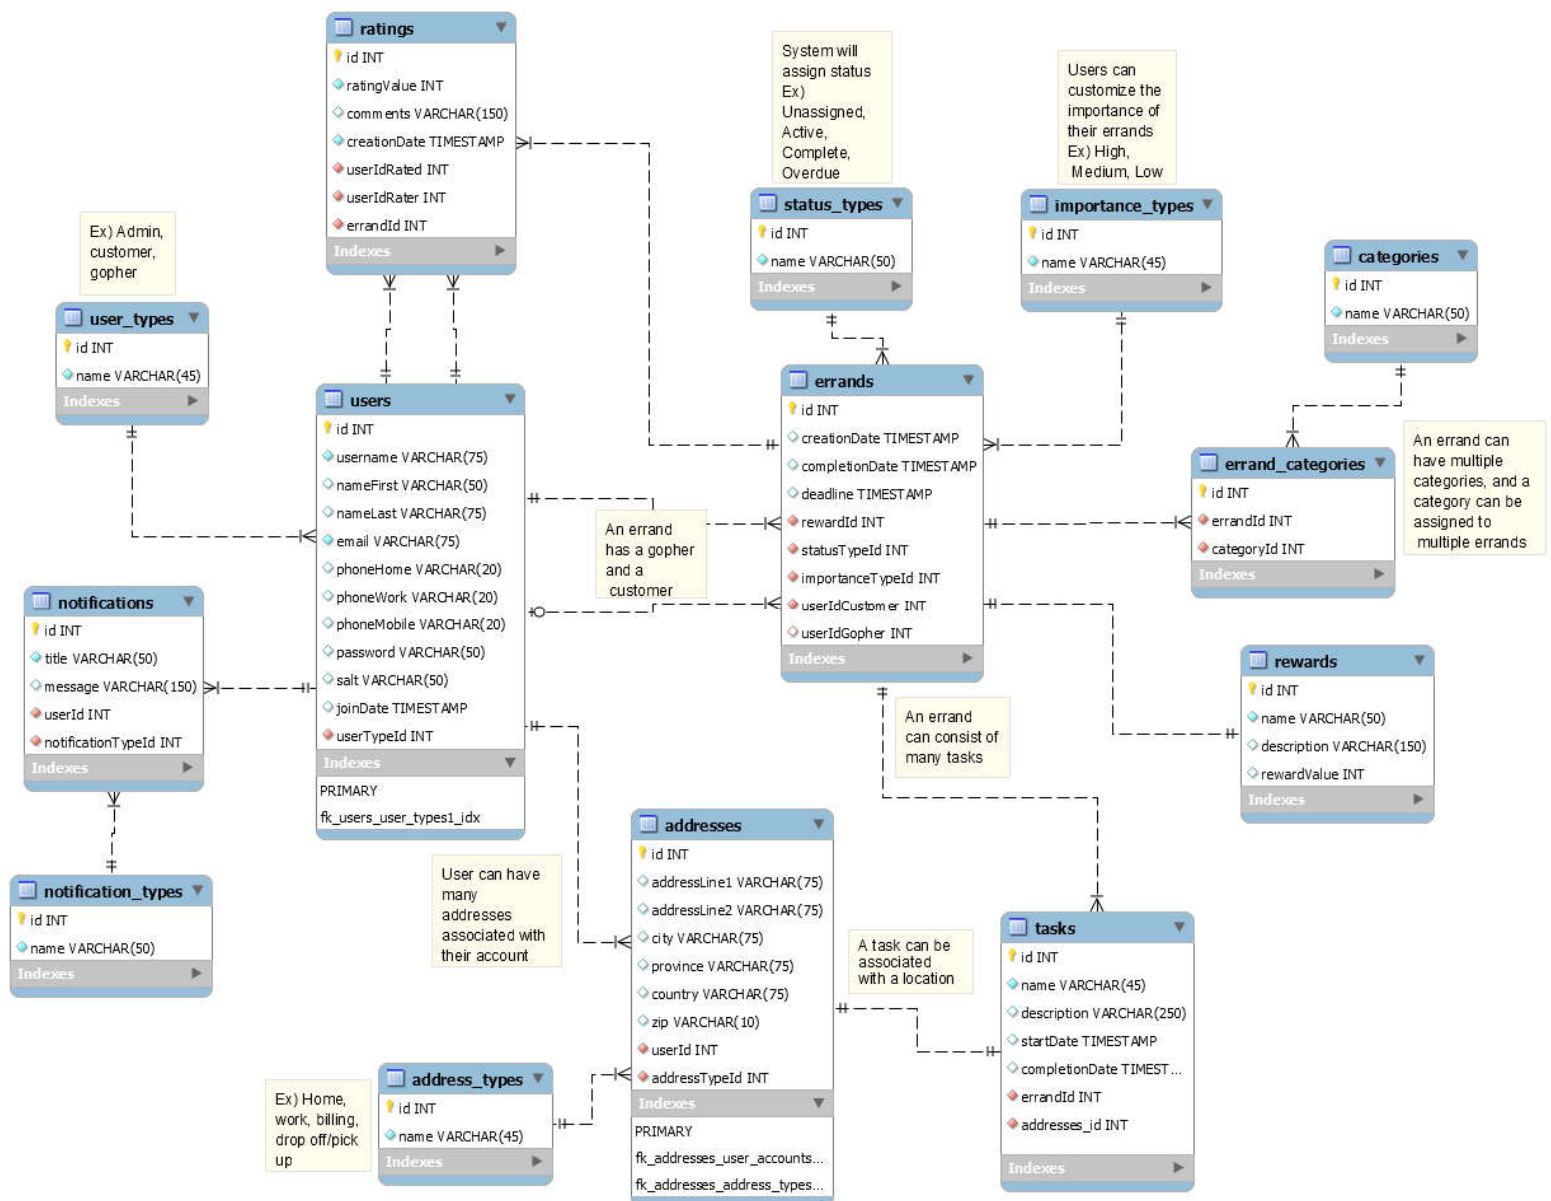 ratings
id INT
ratingValue INT
comments VARCHAR(150)
creationDate TIMESTAMP
userIdRated INT
userIdRater INT
errandId INT
Indexes
System will
assign status
Ex)
Unassigned,
Active,
Complete,
Overdue
Users can
customize the
importance of
their errands
Ex) High,
Medium, Low
status_types
id INT
name VARCHAR(50)
Indexes
importance_types
id INT
name VARCHAR(45)
Indexes
Ex) Admin,
customer,
gopher
user_types
id INT
name VARCHAR(45)
Indexes
categories
id INT
name VARCHAR(50)
Indexes
users
id INT
username VARCHAR(75)
nameFirst VARCHAR(50)
nameLast VARCHAR(75)
email VARCHAR(75)
phoneHome VARCHAR(20)
phoneWork VARCHAR(20)
phoneMobile VARCHAR(20)
password VARCHAR(50)
salt VARCHAR(50)
joinDate TIMESTAMP
userTypeId INT
Indexes
PRIMARY
fk_users_user_types1_idx
An errand
has a gopher
and a
customer
errands
id INT
creationDate TIMESTAMP
completionDate TIMESTAMP
deadline TIMESTAMP
rewardId INT
statusTypeId INT
importanceTypeId INT
userIdCustomer INT
userIdGopher INT
Indexes
errand_categories
id INT
errandId INT
categoryId INT
Indexes
An errand can
have multiple
categories, and a
category can be
assigned to
multiple errands
notifications
id INT
title VARCHAR(50)
message VARCHAR(150)
userId INT
notificationTypeId INT
Indexes
rewards
id INT
name VARCHAR(50)
description VARCHAR(150)
rewardValue INT
Indexes
An errand
can consist of
many tasks
notification_types
id INT
name VARCHAR(50)
Indexes
User can have
many
addresses
associated with
their account
addresses
id INT
addressLine1 VARCHAR(75)
addressLine2 VARCHAR(75)
city VARCHAR(75)
province VARCHAR(75)
country VARCHAR(75)
zip VARCHAR(10)
userId INT
addressTypeId INT
Indexes
PRIMARY
fk_addresses_user_accounts...
fk_addresses_address_types...
A task can be
associated
with a location
tasks
id INT
name VARCHAR(45)
description VARCHAR(250)
startDate TIMESTAMP
completionDate TIMEST...
errandId INT
addresses_id INT
Indexes
Ex) Home,
work, billing,
drop off/pick
up
address_types
id INT
name VARCHAR(45)
Indexes